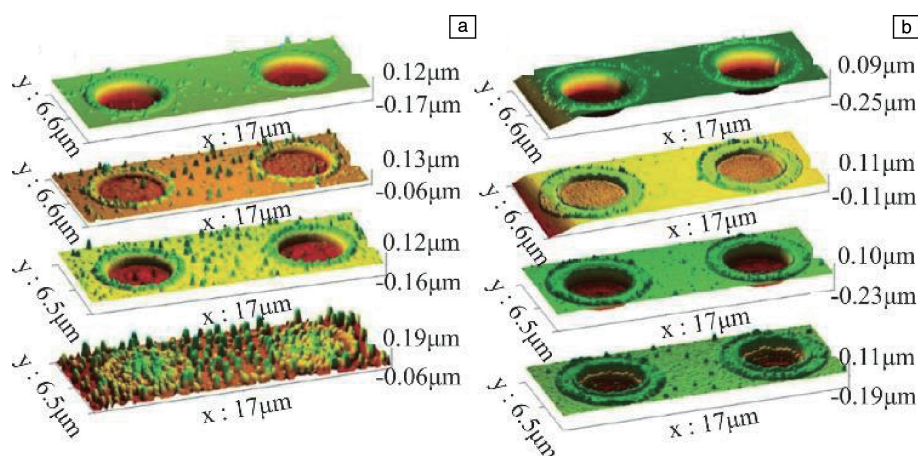 a
0.12μm
-0.17μm
y : 6.6μm
x : 17μm
0.13μm
-0.06μm
y : 6.6μm
x : 17μm
0.12μm
-0.16μm
y : 6.5μm
x : 17μm
0.19μm
-0.06μm
y : 6.5μm
x : 17μm
b
0.09μm
-0.25μm
y : 6.6μm
x : 17μm
0.11μm
-0.11μm
y : 6.6μm
x : 17μm
0.10μm
-0.23μm
y : 6.5μm
x : 17μm
0.11μm
-0.19μm
y : 6.5μm
x : 17μm